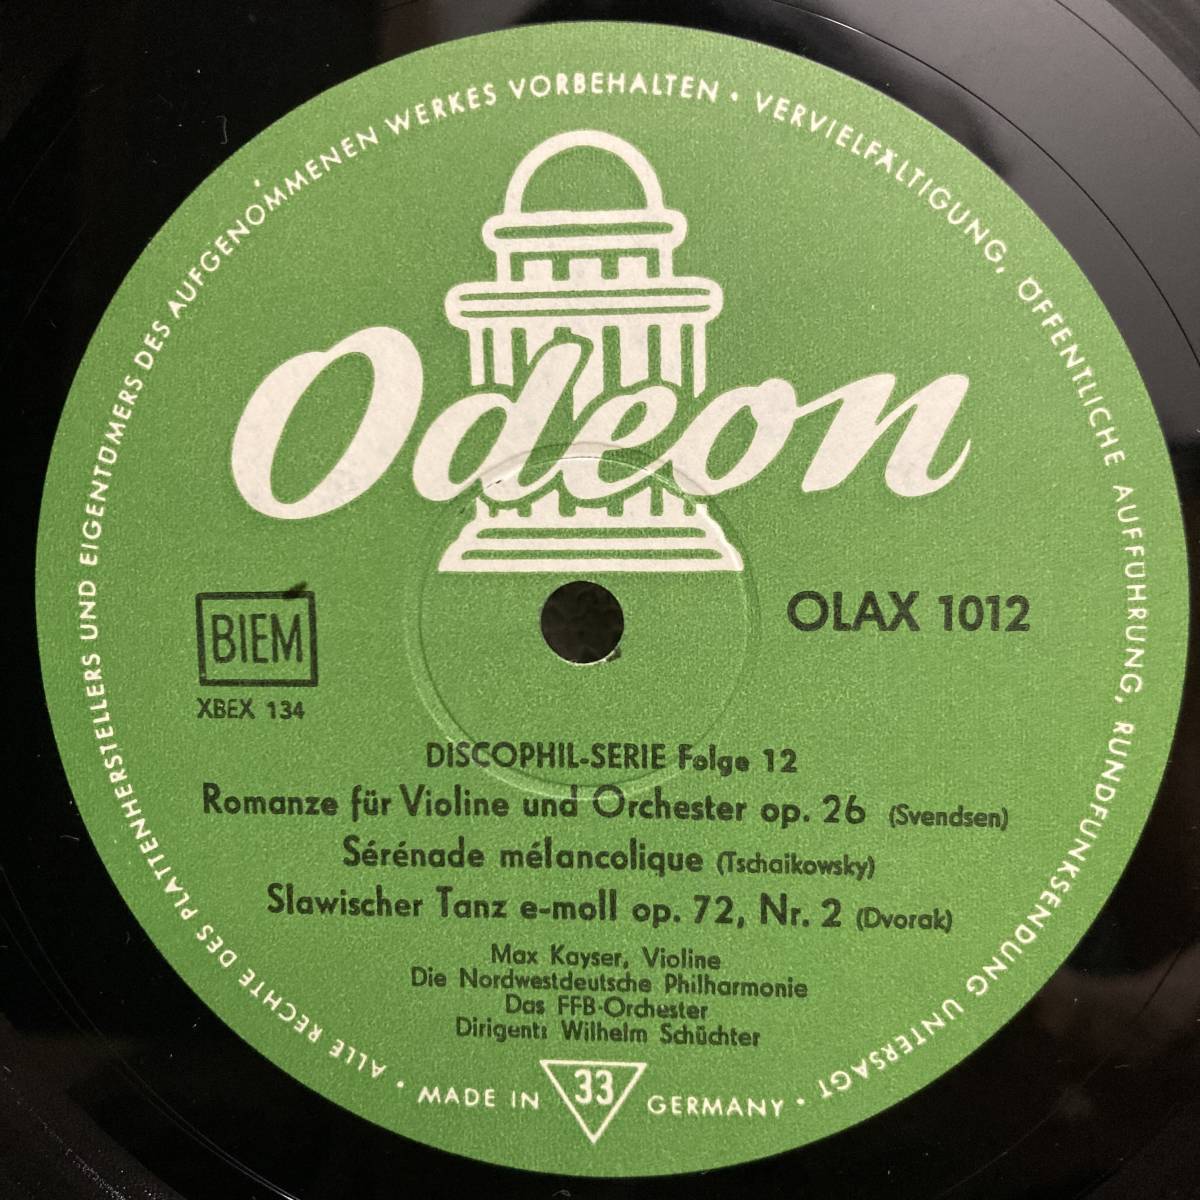 ALLE RECHTE DES PLATTENHERSTELLERS UND EIGENTÜMERS DES AUFGENOMMENEN WERKES VORBEHALTEN · VERVIELFÄLTIGUNG, ÖFFENTLICHE AUFFÜHRUNG, RUNDFUNKSENDUNG UNTERSAGT ·
Odeon
BIEM
OLAX 1012
XBEX 134
DISCOPHIL-SERIE Folge 12
Romanze für Violine und Orchester op. 26 (Svendsen)
Sérénade mélancolique (Tschaikowsky)
Slawischer Tanz e-moll op. 72, Nr. 2 (Dvorak)
Max Kayser, Violine
Die Nordwestdeutsche Philharmonie
Das FFB-Orchester
Dirigent: Wilhelm Schüchter
· MADE IN 33 GERMANY ·